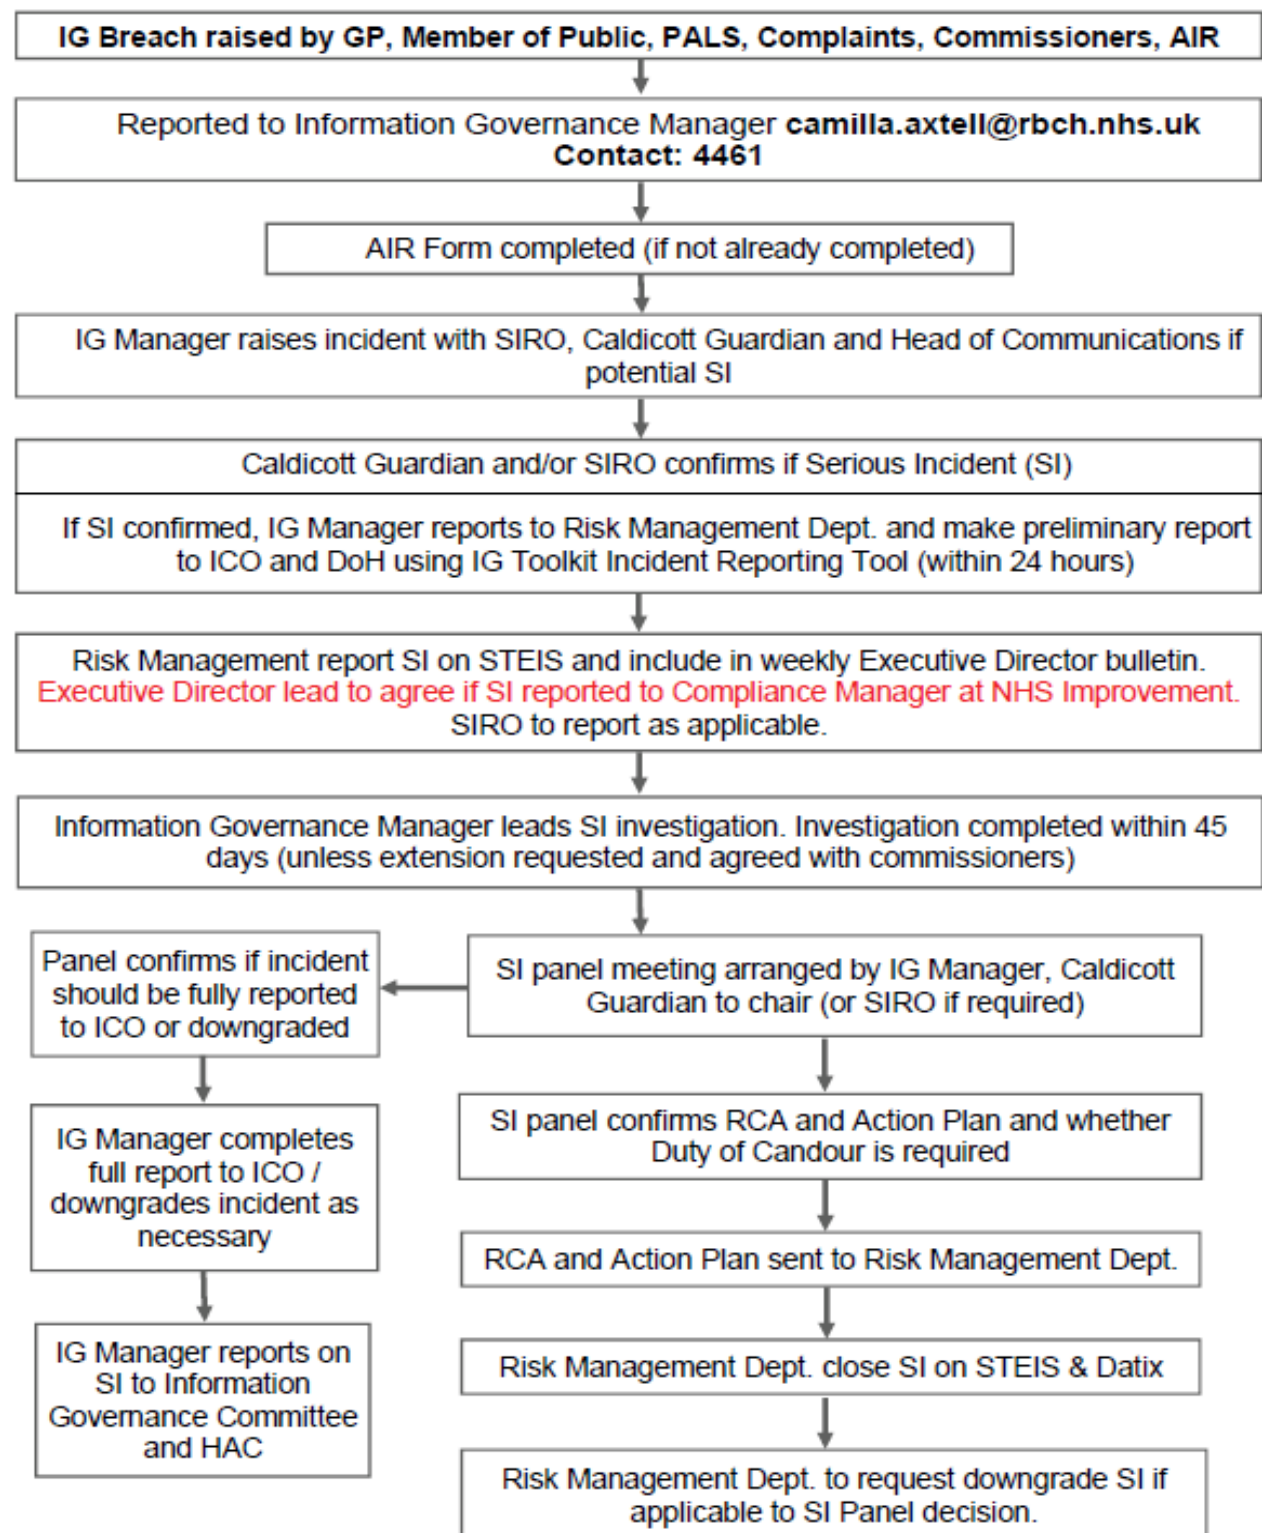 IG Breach raised by GP, Member of Public, PALS, Complaints, Commissioners, AIR
Reported to Information Governance Manager camilla.axtell@rbch.nhs.uk
Contact: 4461
AIR Form completed (if not already completed)
IG Manager raises incident with SIRO, Caldicott Guardian and Head of Communications if
potential SI
Caldicott Guardian and/or SIRO confirms if Serious Incident (SI)
If SI confirmed, IG Manager reports to Risk Management Dept. and make preliminary report
to ICO and DoH using IG Toolkit Incident Reporting Tool (within 24 hours)
Risk Management report SI on STEIS and include in weekly Executive Director bulletin.
Executive Director lead to agree if SI reported to Compliance Manager at NHS Improvement.
SIRO to report as applicable.
Information Governance Manager leads SI investigation. Investigation completed within 45
days (unless extension requested and agreed with commissioners)
SI panel meeting arranged by IG Manager, Caldicott
Guardian to chair (or SIRO if required)
Panel confirms if incident
should be fully reported
to ICO or downgraded
IG Manager completes
full report to ICO /
downgrades incident as
necessary
IG Manager reports on
SI to Information
Governance Committee
and HAC
SI panel confirms RCA and Action Plan and whether
Duty of Candour is required
RCA and Action Plan sent to Risk Management Dept.
Risk Management Dept. close SI on STEIS & Datix
Risk Management Dept. to request downgrade SI if
applicable to SI Panel decision.